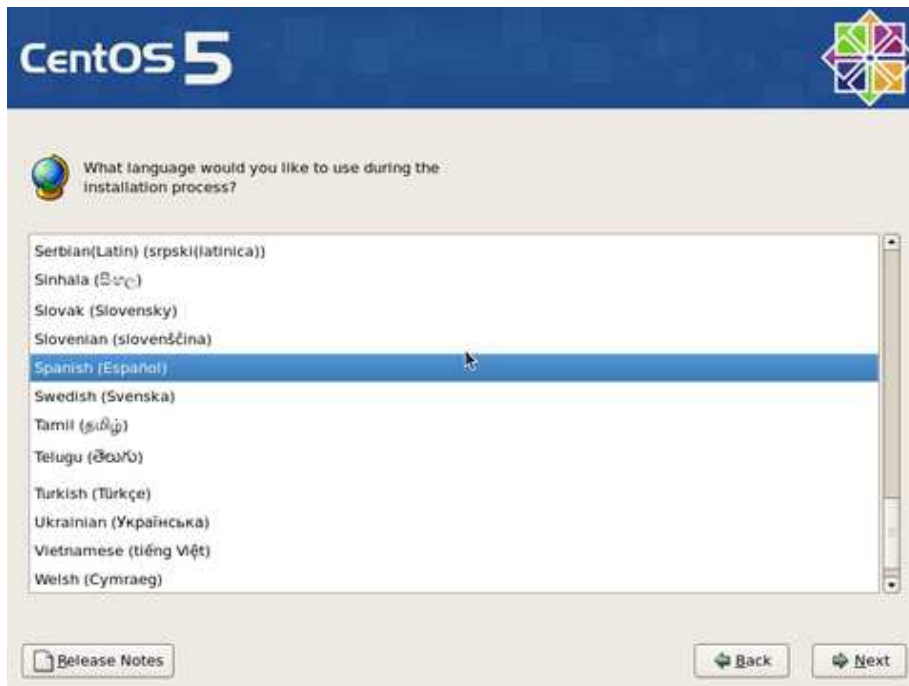 CentOS 5
What language would you like to use during the
installation process?
Serbian(Latin) (srpski(latinica))
Sinhala (සිංහල)
Slovak (Slovensky)
Slovenian (slovenščina)
Spanish (Español)
Swedish (Svenska)
Tamil (தமிழ்)
Telugu (తెలుగు)
Turkish (Türkçe)
Ukrainian (Українська)
Vietnamese (tiếng Việt)
Welsh (Cymraeg)
Release Notes
Back
Next